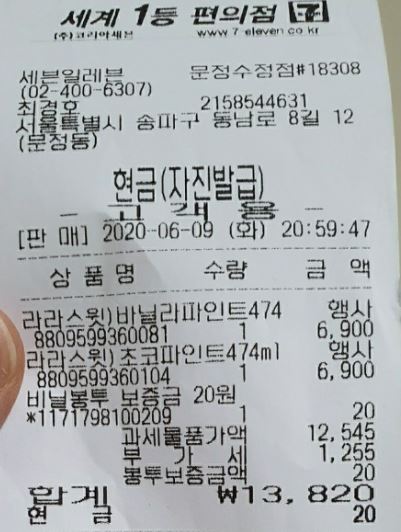 세계 1등 편의점 7
(주)코리아세븐 www.7-eleven.co.kr
세븐일레븐 문정수정점#18308
(02-400-6307)
최경호 2158544631
서울특별시 송파구 동남로 8길 12
(문정동)
현금(자진발급)
- 고 객 용 -
[판 매] 2020-06-09 (화) 20:59:47
상 품 명 수량 금 액
라라스윗)바닐라파인트474 행사
8809599360081 1 6,900
라라스윗)초코파인트474ml 행사
8809599360104 1 6,900
비닐봉투 보증금 20원
*1171798100209 1 20
과세물품가액 12,545
부 가 세 1,255
봉투보증금액 20
합계 ₩13,820
현 금 20